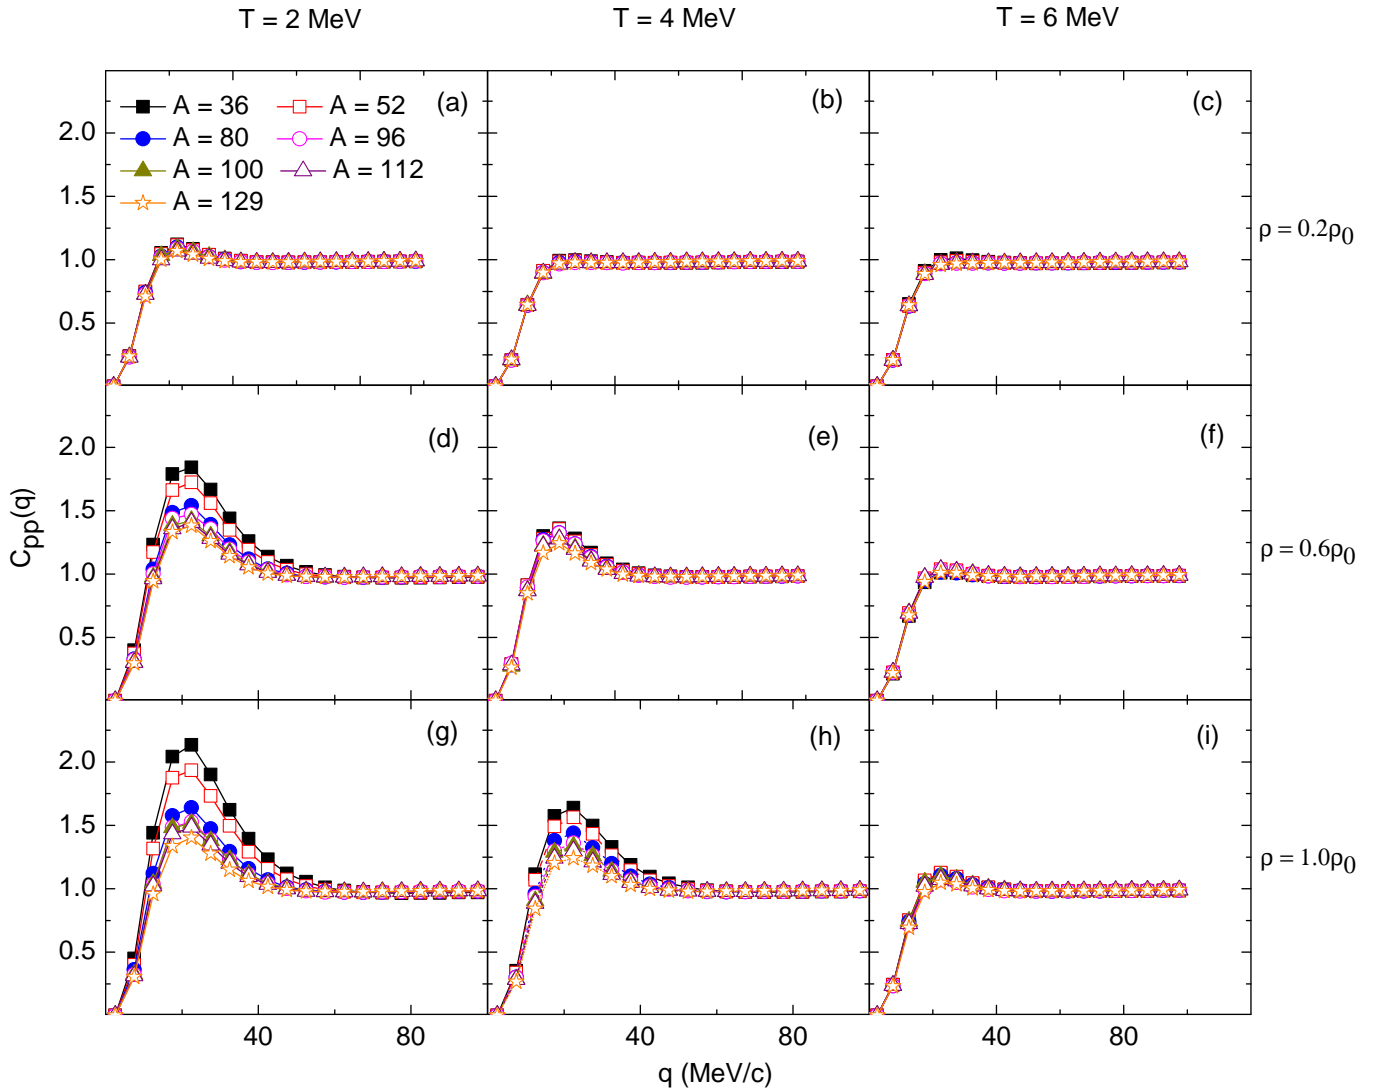 T = 2 MeV T = 4 MeV T = 6 MeV
(a) (b) (c)
A = 36 A = 52
A = 80 A = 96
A = 100 A = 112
A = 129
2.0
1.5
1.0
0.5
ρ = 0.2ρ0
(d) (e) (f)
2.0
1.5
1.0
0.5
Cpp(q)
ρ = 0.6ρ0
(g) (h) (i)
2.0
1.5
1.0
0.5
ρ = 1.0ρ0
40 80 40 80 40 80
q (MeV/c)